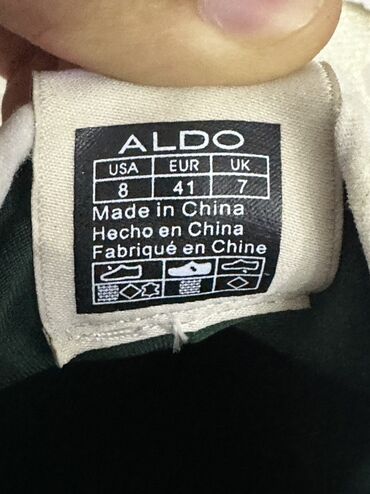 ALDO
USA EUR UK
8 41 7
Made in China
Hecho en China
Fabriqué en Chine